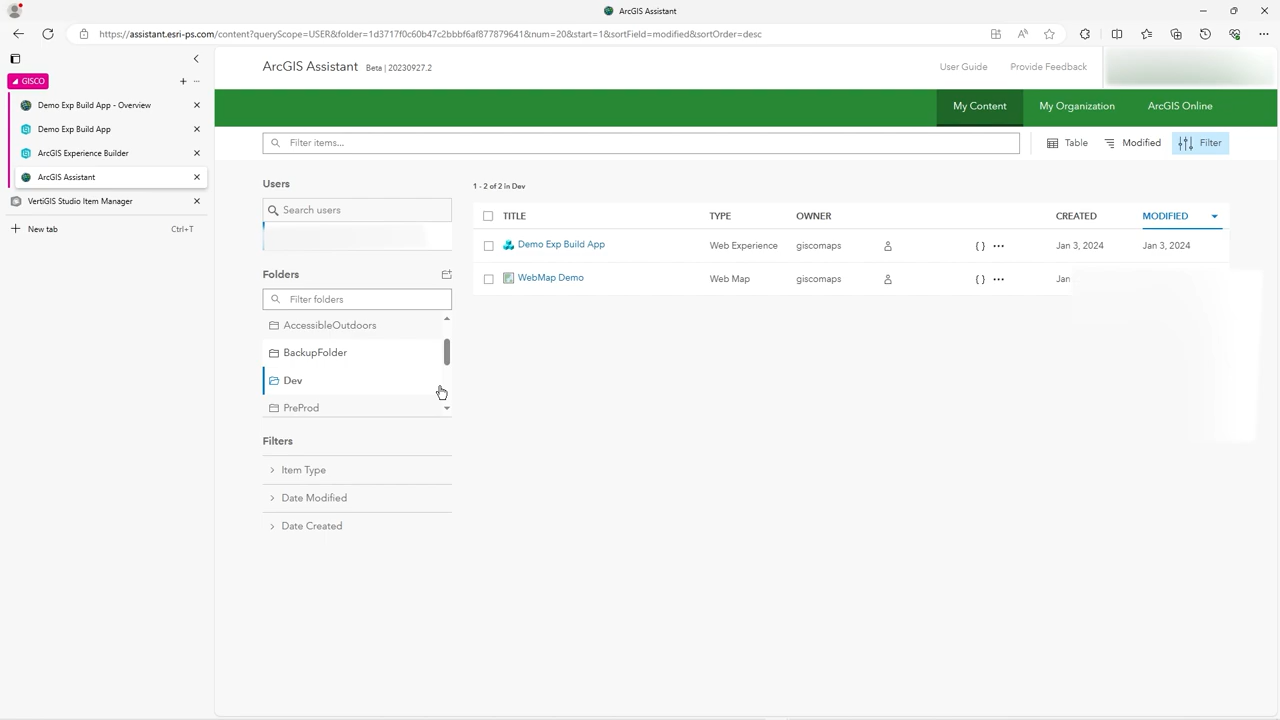 ArcGIS Assistant
https://assistant.esri-ps.com/content?queryScope=USER&folder=1d3717f0c60b47c2bbbf6af877879641&num=20&start=1&sortField=modified&sortOrder=desc
GISCO
Demo Exp Build App - Overview
Demo Exp Build App
ArcGIS Experience Builder
ArcGIS Assistant
VertiGIS Studio Item Manager
New tab Ctrl+T
ArcGIS Assistant Beta | 20230927.2
User Guide Provide Feedback
My Content My Organization ArcGIS Online
Filter items...
Table Modified Filter
Users
Search users
Folders
Filter folders
AccessibleOutdoors
BackupFolder
Dev
PreProd
Filters
Item Type
Date Modified
Date Created
1 - 2 of 2 in Dev
TITLE TYPE OWNER CREATED MODIFIED
Demo Exp Build App Web Experience giscomaps { } Jan 3, 2024 Jan 3, 2024
WebMap Demo Web Map giscomaps { } Jan